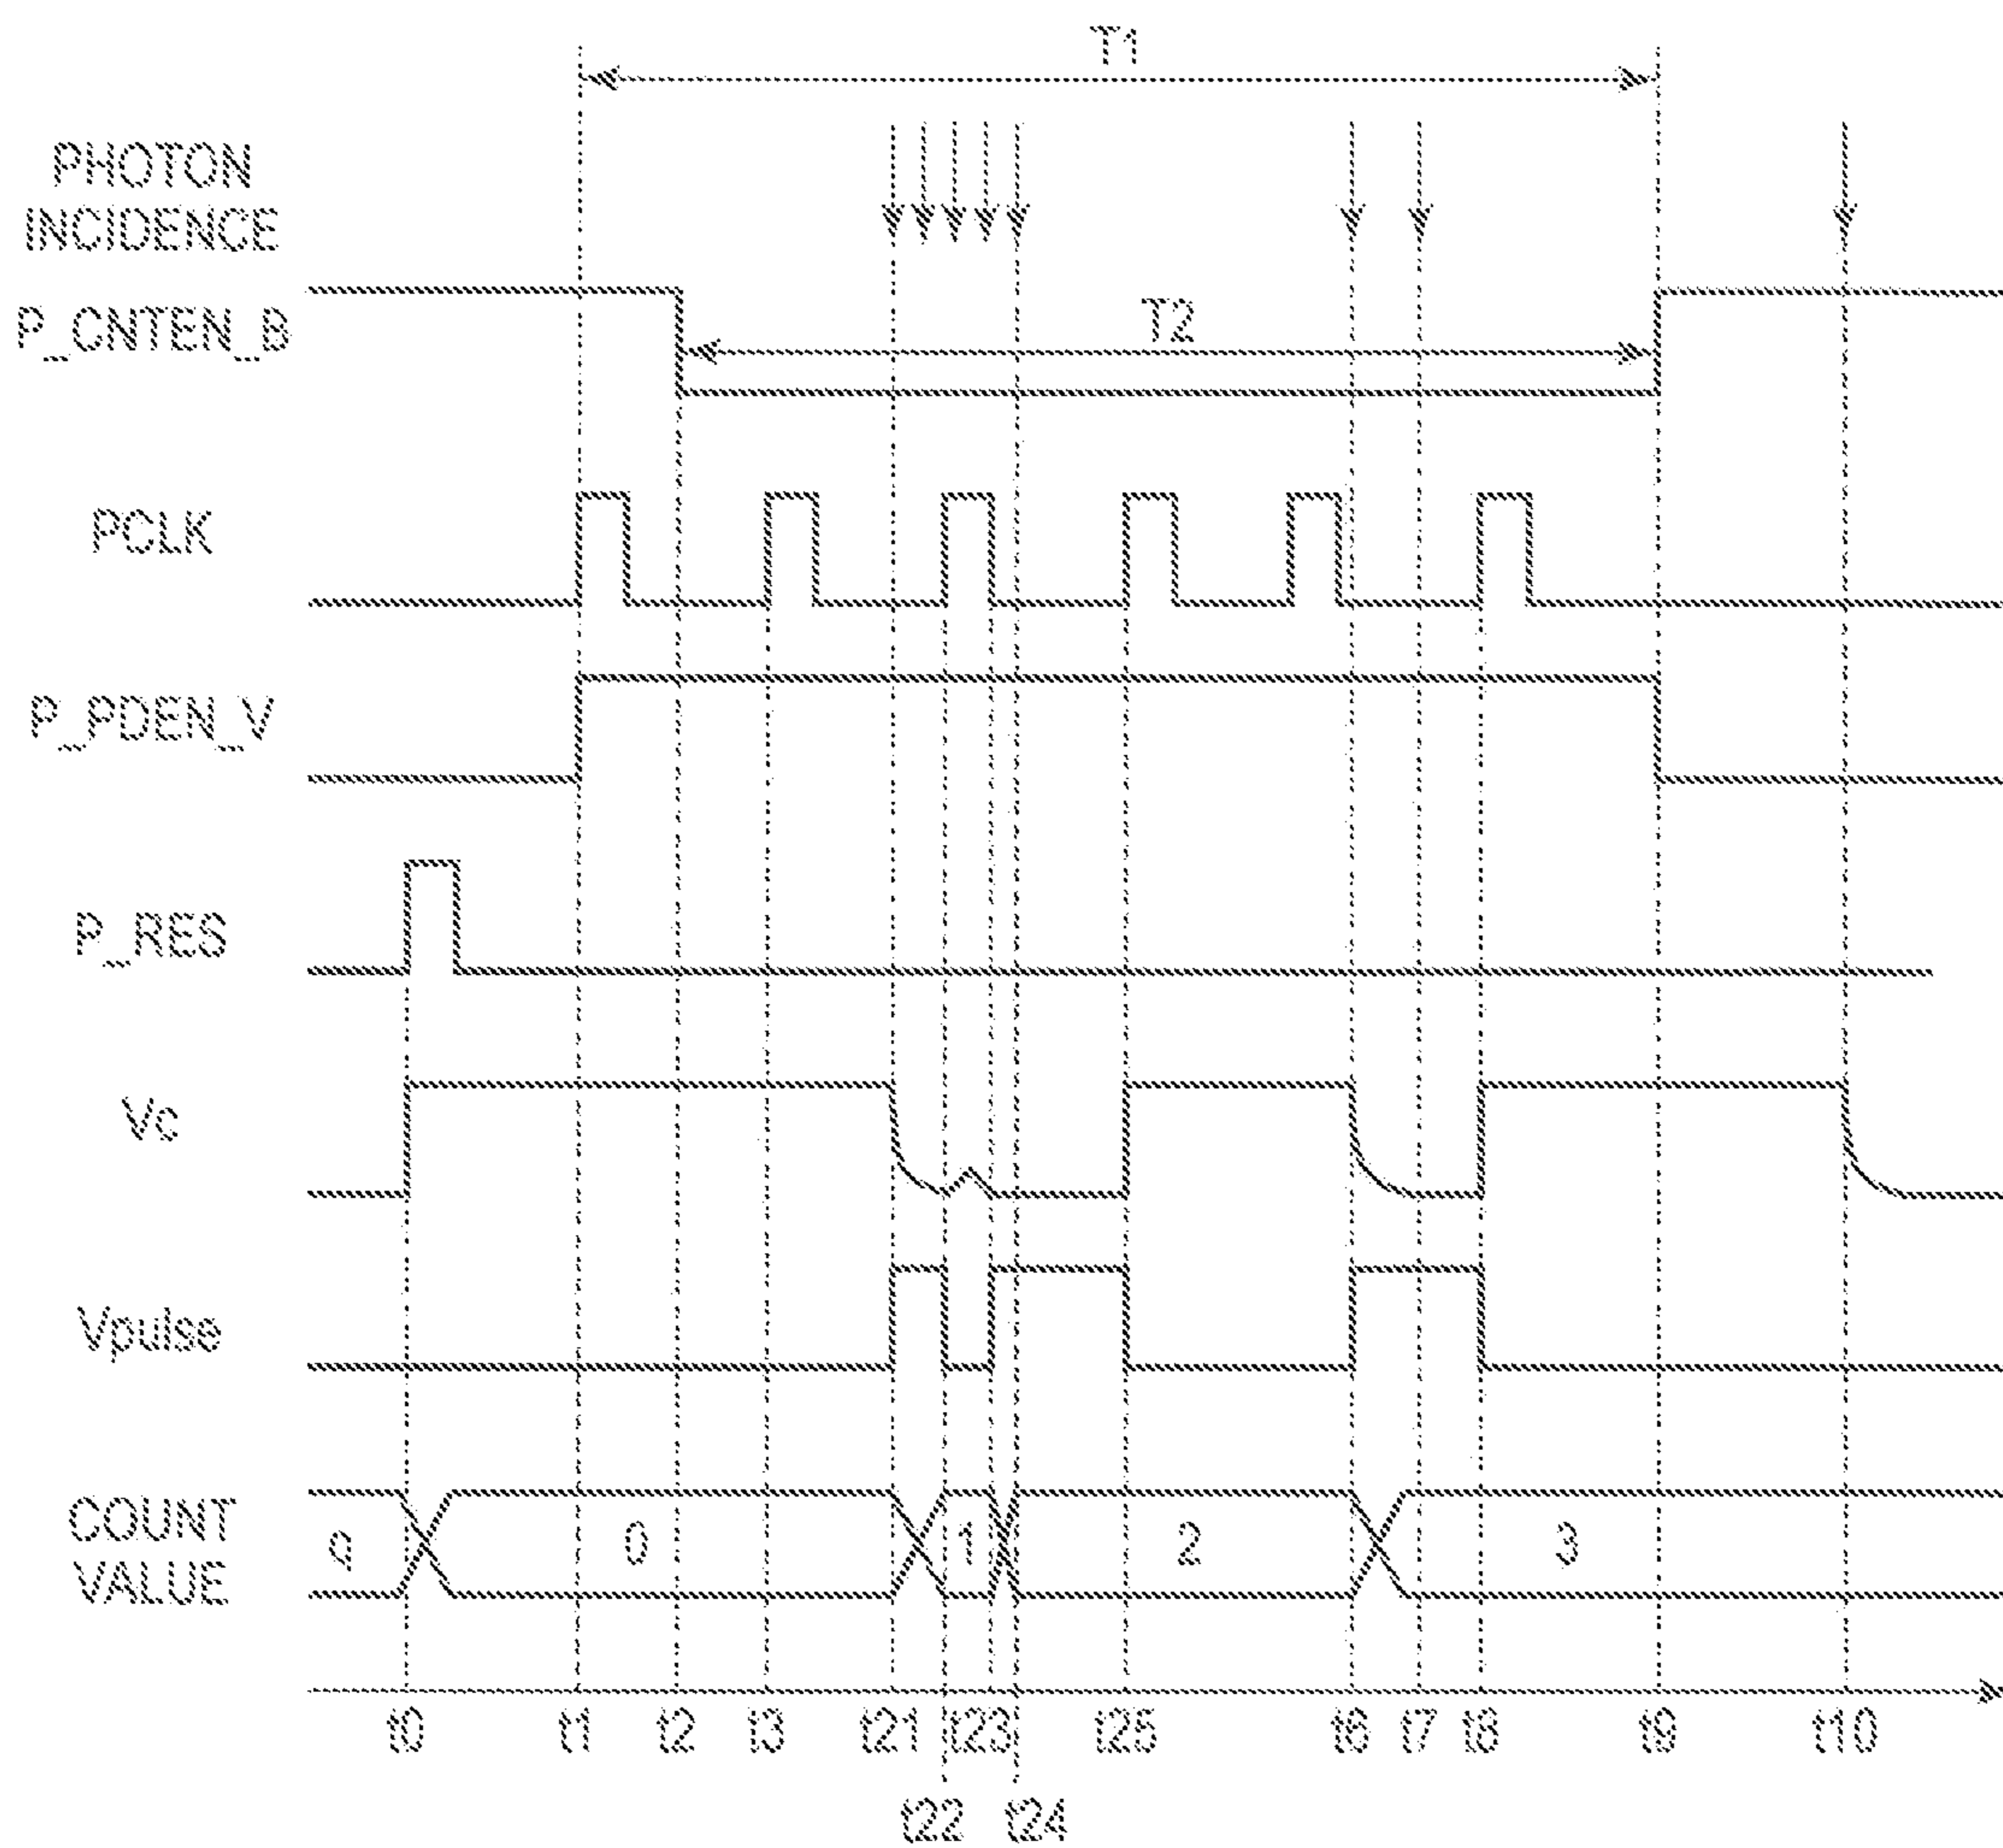 T1
PHOTON
INCIDENCE
P_CNTEN_B
T2
PCLK
P_PDEN_V
P_RES
Vc
Vpulse
COUNT
VALUE
q 0 1 2 3
t0 t1 t2 t3 t21 t23 t25 t6 t7 t8 t9 t10
t22 t24